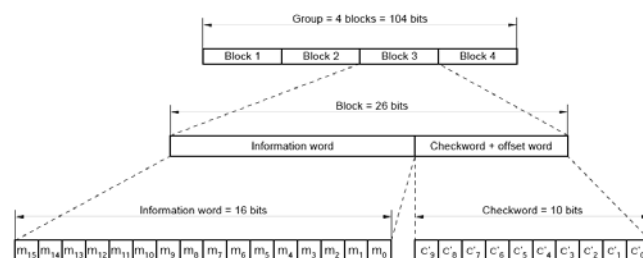 Group = 4 blocks = 104 bits
Block 1 Block 2 Block 3 Block 4
Block = 26 bits
Information word Checkword + offset word
Information word = 16 bits Checkword = 10 bits
m15 m14 m13 m12 m11 m10 m9 m8 m7 m6 m5 m4 m3 m2 m1 m0 c'9 c'8 c'7 c'6 c'5 c'4 c'3 c'2 c'1 c'0